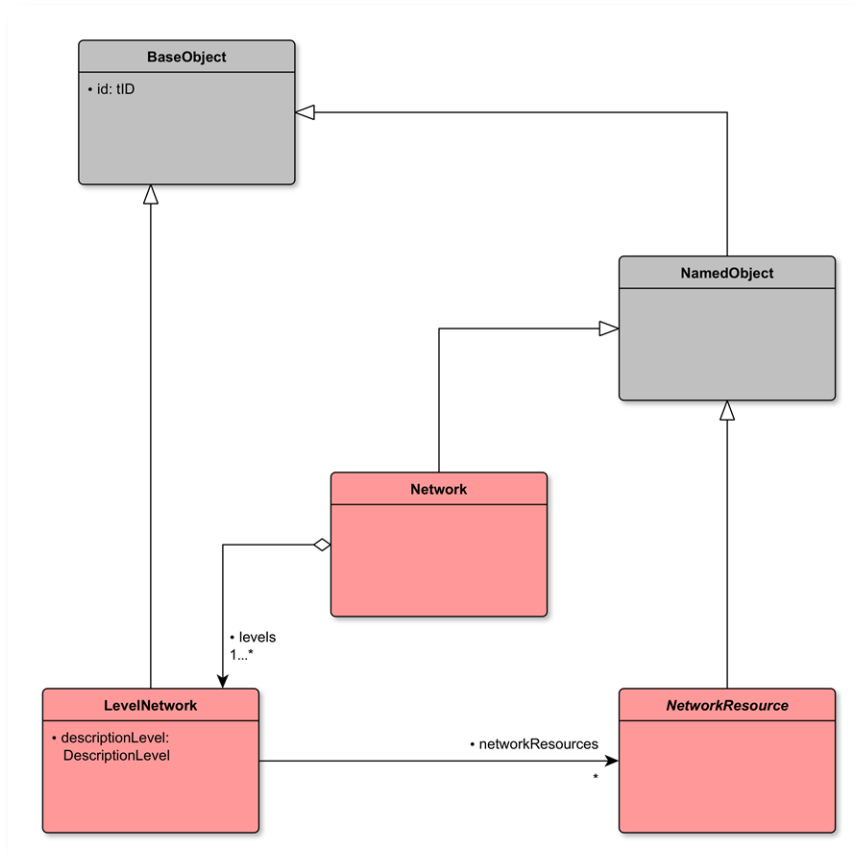 BaseObject
• id: tID
NamedObject
Network
• levels
1...*
LevelNetwork
• descriptionLevel:
DescriptionLevel
• networkResources
*
NetworkResource